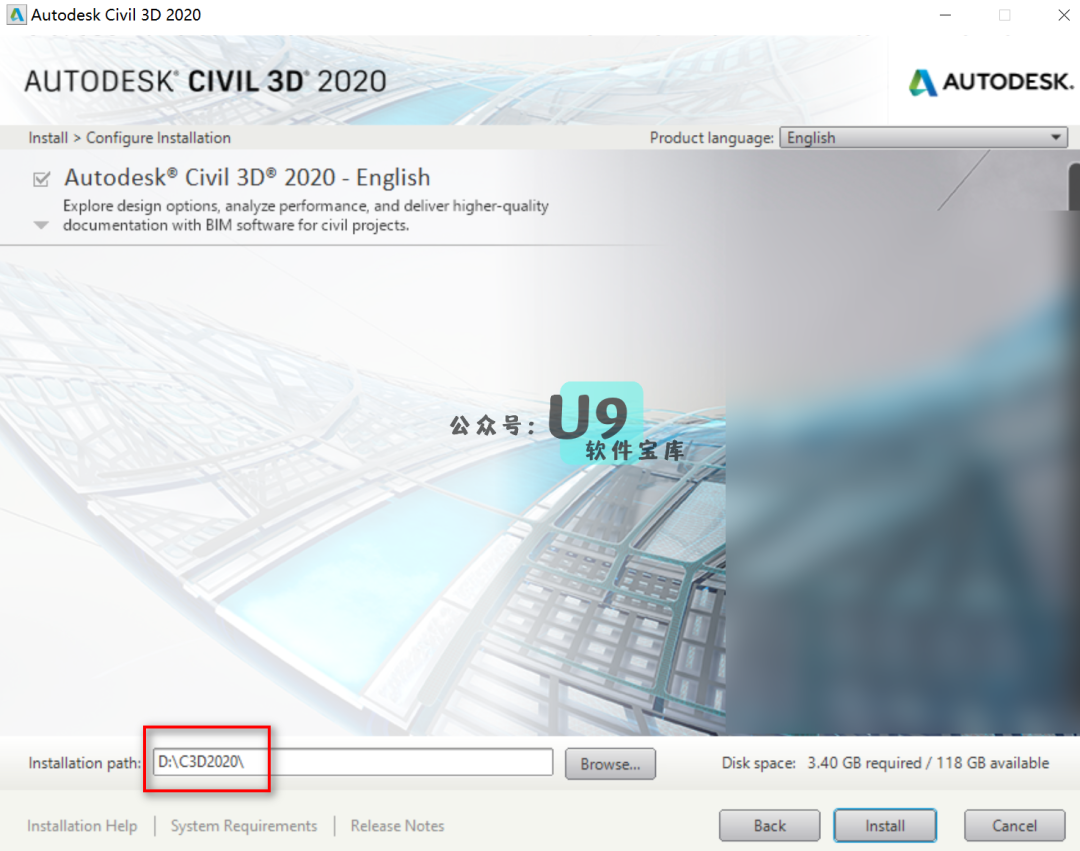 Autodesk Civil 3D 2020
AUTODESK® CIVIL 3D® 2020
AUTODESK.
Install > Configure Installation
Product language: English
Autodesk® Civil 3D® 2020 - English
Explore design options, analyze performance, and deliver higher-quality
documentation with BIM software for civil projects.
公众号：U9
软件宝库
Installation path: D:\C3D2020\ Browse... Disk space: 3.40 GB required / 118 GB available
Installation Help | System Requirements | Release Notes Back Install Cancel